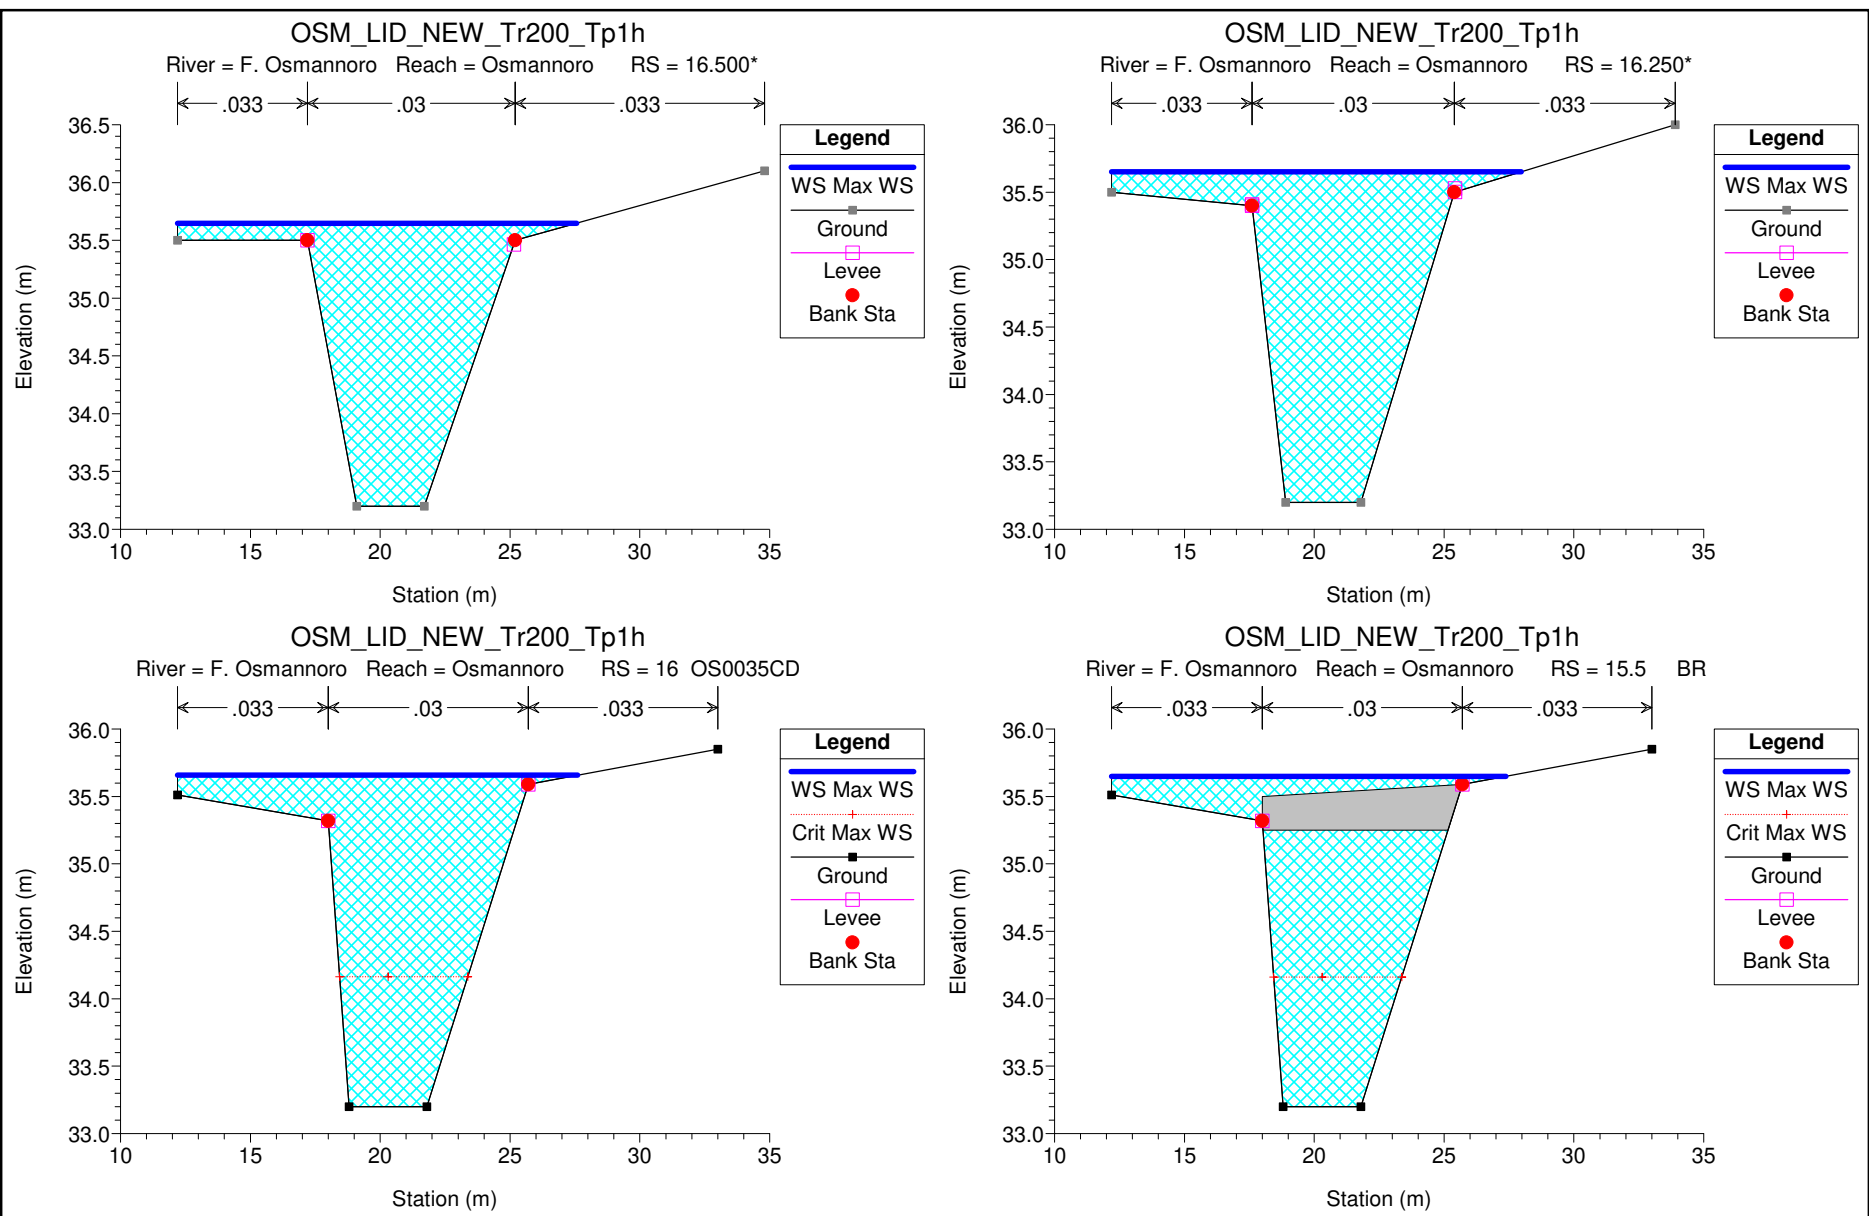 OSM_LID_NEW_Tr200_Tp1h
River = F. Osmannoro Reach = Osmannoro RS = 16.500*
.033 .03 .033
36.5
36.0
35.5
35.0
34.5
34.0
33.5
33.0
10 15 20 25 30 35
Station (m)
Elevation (m)
Legend
WS Max WS
Ground
Levee
Bank Sta
OSM_LID_NEW_Tr200_Tp1h
River = F. Osmannoro Reach = Osmannoro RS = 16.250*
.033 .03 .033
36.0
35.5
35.0
34.5
34.0
33.5
33.0
10 15 20 25 30 35
Station (m)
Elevation (m)
Legend
WS Max WS
Ground
Levee
Bank Sta
OSM_LID_NEW_Tr200_Tp1h
River = F. Osmannoro Reach = Osmannoro RS = 16 OS0035CD
.033 .03 .033
36.0
35.5
35.0
34.5
34.0
33.5
33.0
10 15 20 25 30 35
Station (m)
Elevation (m)
Legend
WS Max WS
Crit Max WS
Ground
Levee
Bank Sta
OSM_LID_NEW_Tr200_Tp1h
River = F. Osmannoro Reach = Osmannoro RS = 15.5 BR
.033 .03 .033
36.0
35.5
35.0
34.5
34.0
33.5
33.0
10 15 20 25 30 35
Station (m)
Elevation (m)
Legend
WS Max WS
Crit Max WS
Ground
Levee
Bank Sta